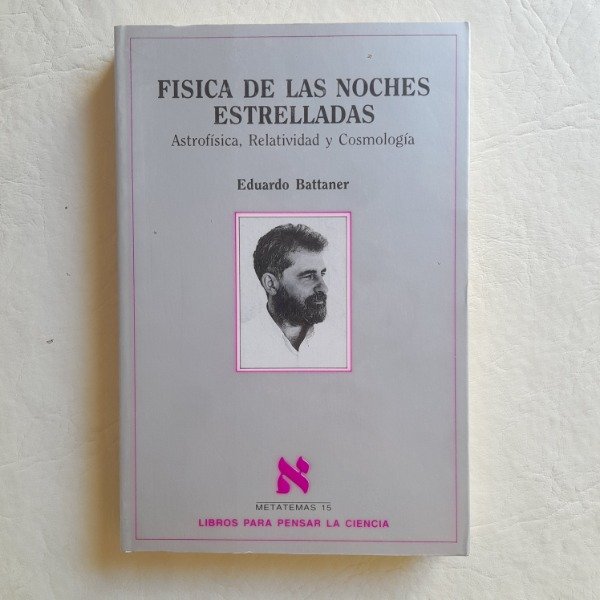 FISICA DE LAS NOCHES
ESTRELLADAS
Astrofísica, Relatividad y Cosmología
Eduardo Battaner
א
METATEMAS 15
LIBROS PARA PENSAR LA CIENCIA